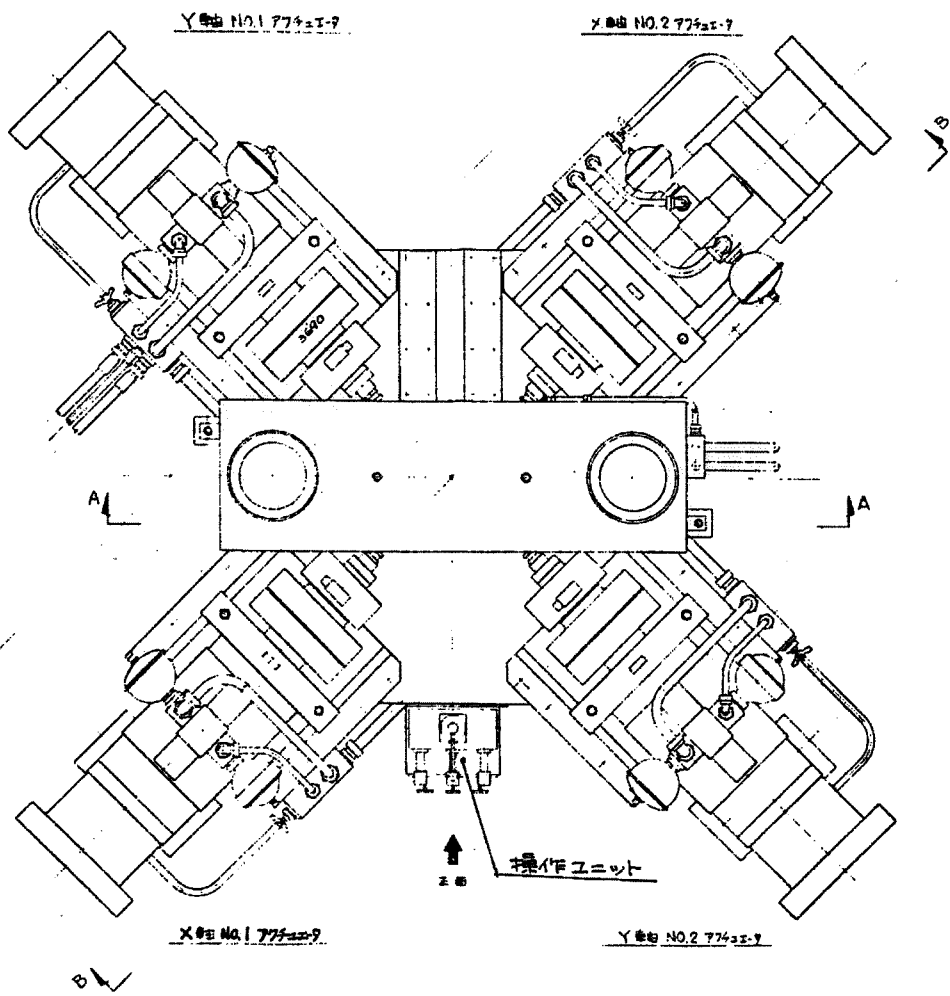 Y軸 NO.1 アクチュエータ
X軸 NO.2 アクチュエータ
B
3690
A
A
正面
操作ユニット
X軸 NO.1 アクチュエータ
Y軸 NO.2 アクチュエータ
B